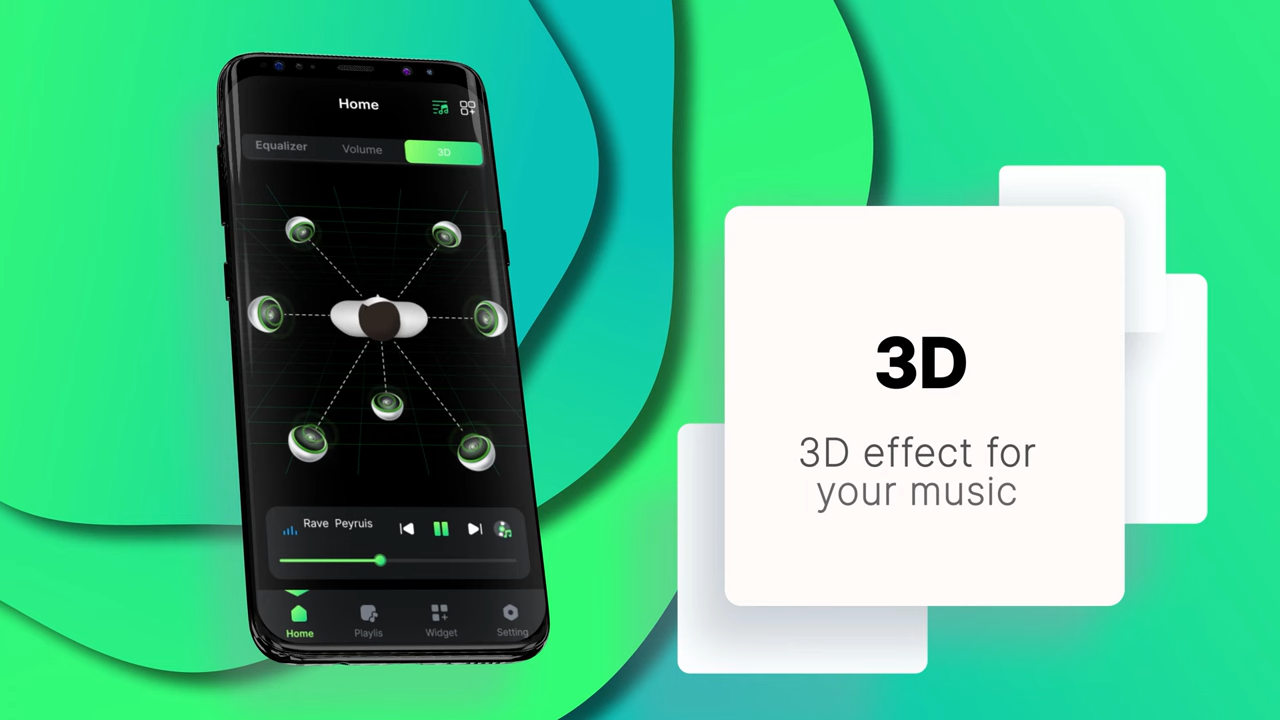 Home
Equalizer Volume 3D
Rave Peyruis
Home Playlis Widget Setting
3D
3D effect for
your music